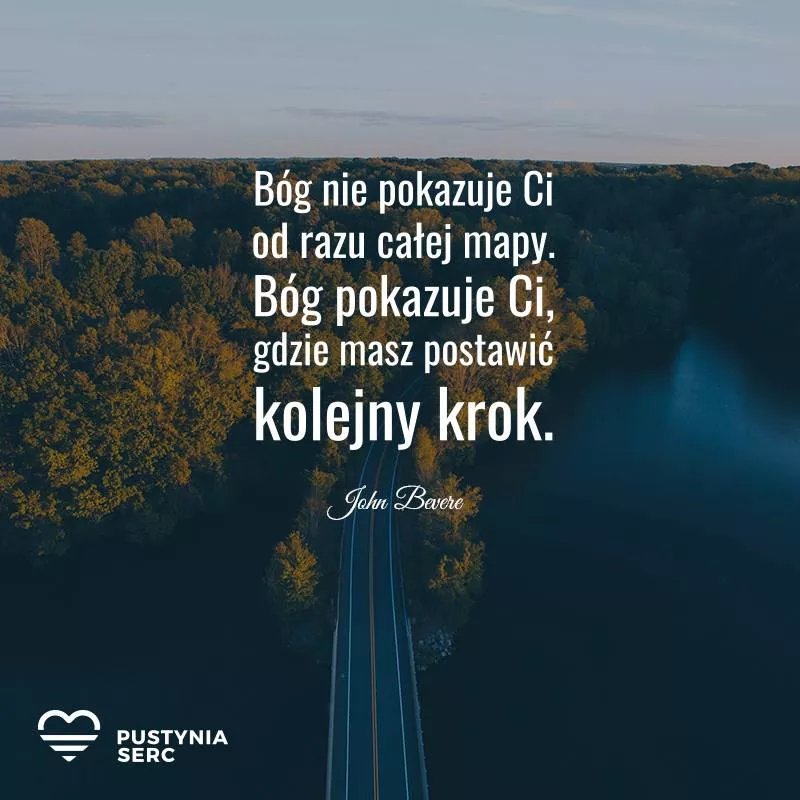 Bóg nie pokazuje Ci
od razu całej mapy.
Bóg pokazuje Ci,
gdzie masz postawić
kolejny krok.
John Bevere
PUSTYNIA
SERC